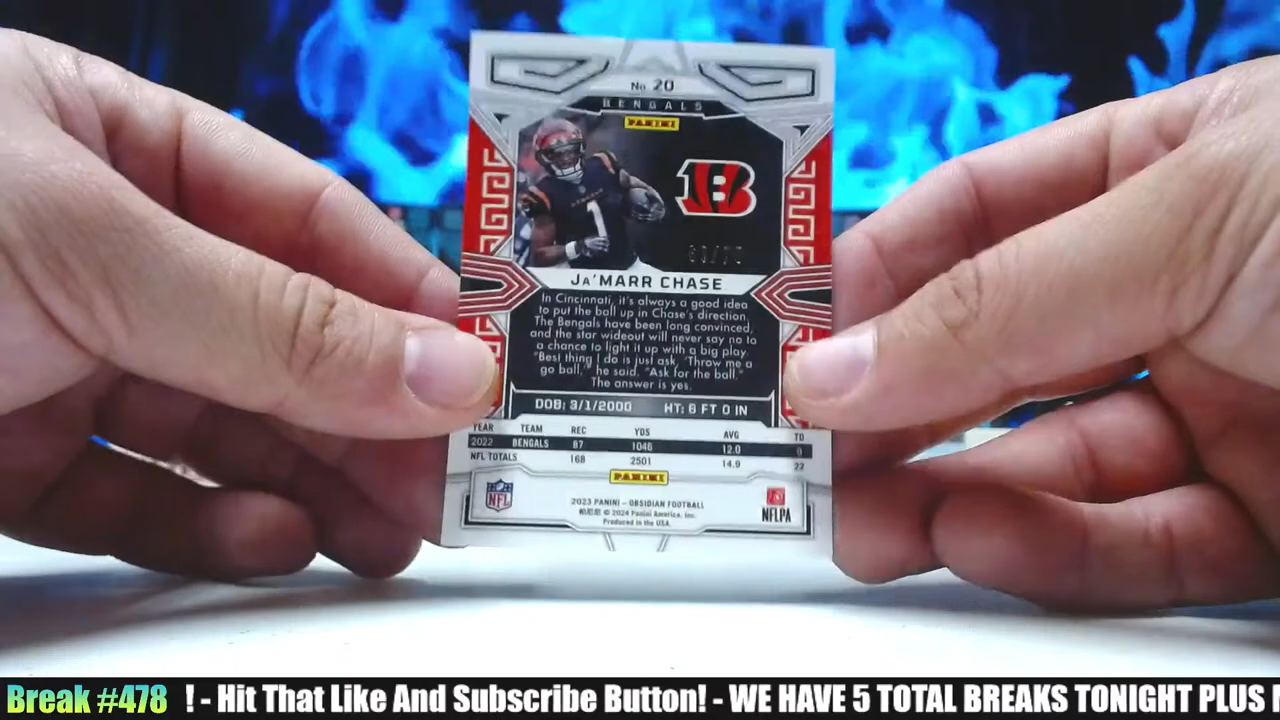 No 20
BENGALS
PANINI
B
1
JA'MARR CHASE
In Cincinnati, it's always a good idea
to put the ball up in Chase's direction.
The Bengals have been long convinced,
and the star wideout will never say no to
a chance to light it up with a big play.
"Best thing I do is just ask, 'Throw me a
go ball,'" he said. "Ask for the ball."
The answer is yes.
DOB: 3/1/2000 HT: 6 FT 0 IN
YEAR TEAM REC YDS AVG TD
2022 BENGALS 87 1046 12.0 9
NFL TOTALS 168 2501 14.9 22
PANINI
NFL
2023 PANINI – OBSIDIAN FOOTBALL
帕尼尼 © 2024 Panini America, Inc.
Produced in the USA.
NFLPA
Break #478 ! - Hit That Like And Subscribe Button! - WE HAVE 5 TOTAL BREAKS TONIGHT PLUS